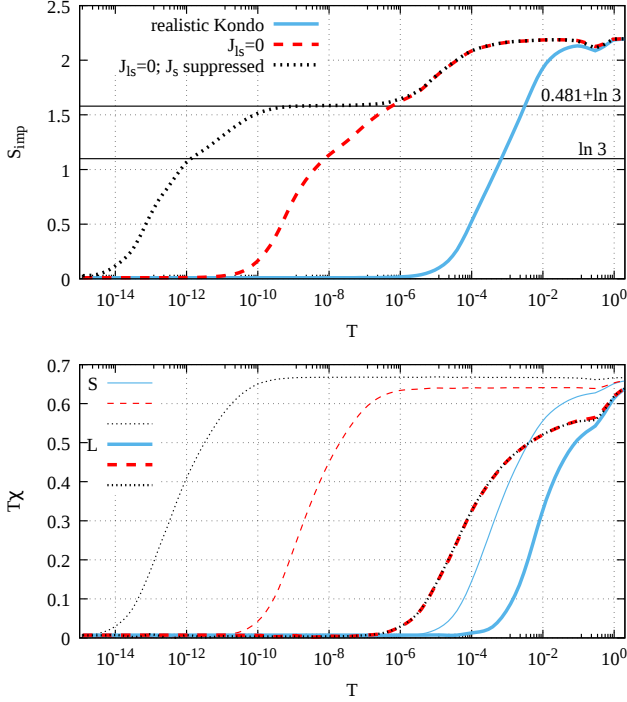 2.5
2
1.5
1
0.5
0
S_imp
realistic Kondo
J_ls=0
J_ls=0; J_s suppressed
0.481+ln 3
ln 3
10^-14 10^-12 10^-10 10^-8 10^-6 10^-4 10^-2 10^0
T
0.7
0.6
0.5
0.4
0.3
0.2
0.1
0
Tχ
S
L
10^-14 10^-12 10^-10 10^-8 10^-6 10^-4 10^-2 10^0
T